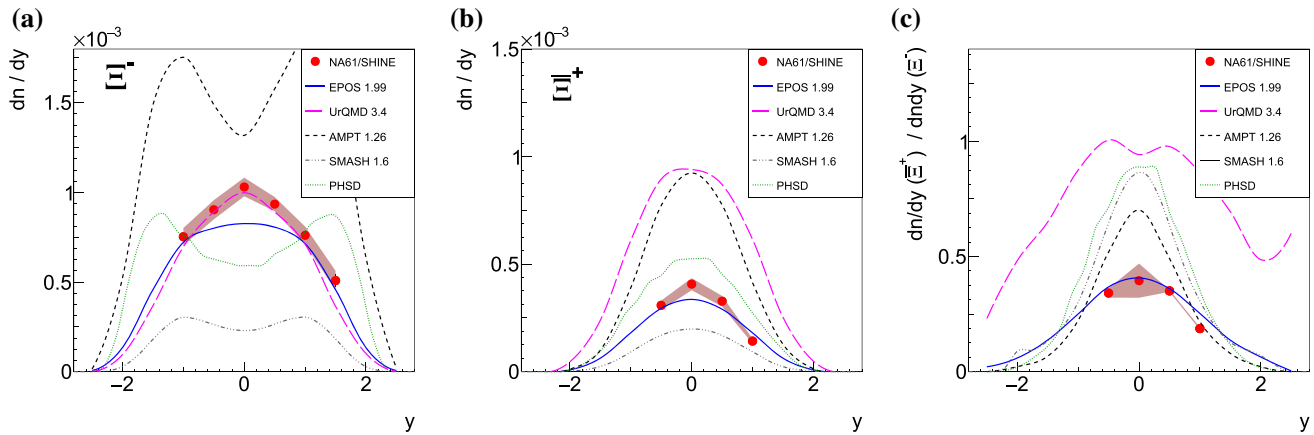 (a)
×10⁻³
dn / dy
Ξ⁻
NA61/SHINE
EPOS 1.99
UrQMD 3.4
AMPT 1.26
SMASH 1.6
PHSD
1.5
1
0.5
0
−2 0 2
y
(b)
×10⁻³
dn / dy
Ξ̅⁺
NA61/SHINE
EPOS 1.99
UrQMD 3.4
AMPT 1.26
SMASH 1.6
PHSD
1.5
1
0.5
0
−2 0 2
y
(c)
dn/dy (Ξ̅⁺) / dndy (Ξ⁻)
NA61/SHINE
EPOS 1.99
UrQMD 3.4
AMPT 1.26
SMASH 1.6
PHSD
1
0.5
0
−2 0 2
y